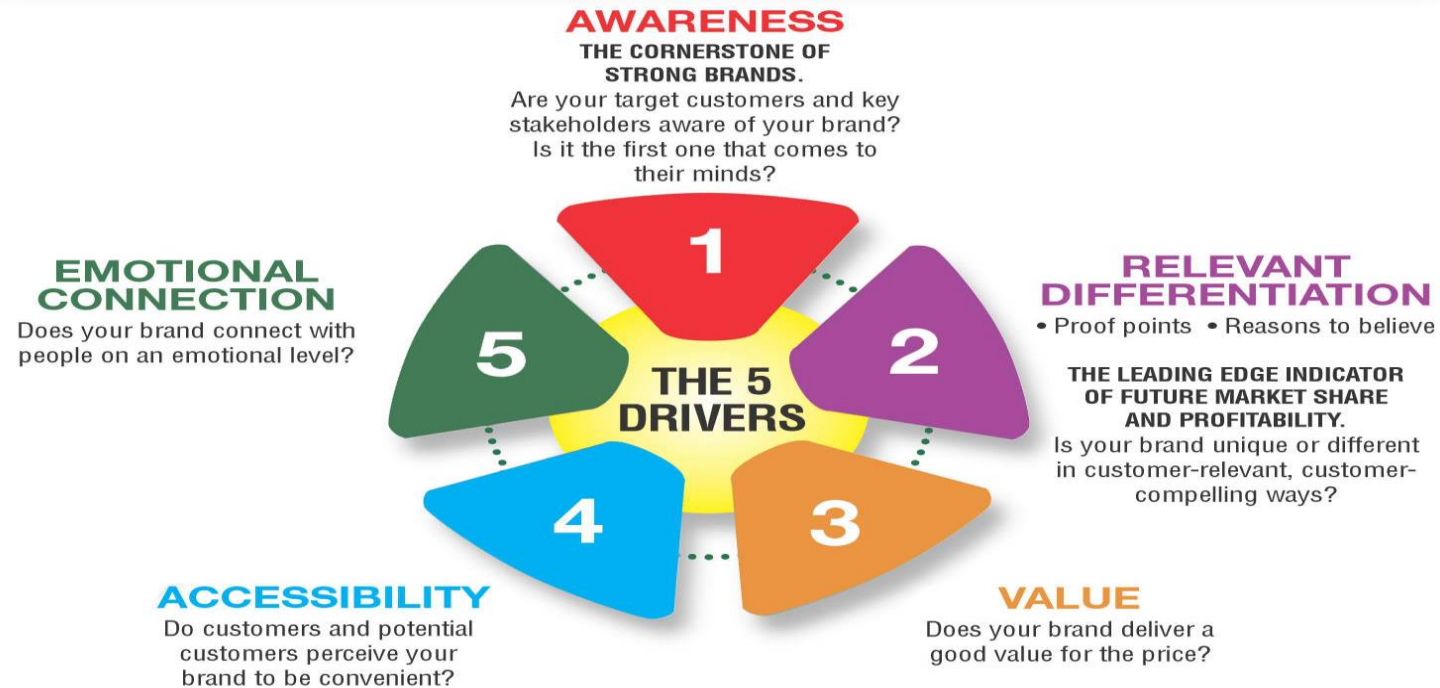 AWARENESS
THE CORNERSTONE OF
STRONG BRANDS.
Are your target customers and key
stakeholders aware of your brand?
Is it the first one that comes to
their minds?
1
RELEVANT
DIFFERENTIATION
• Proof points • Reasons to believe
THE LEADING EDGE INDICATOR
OF FUTURE MARKET SHARE
AND PROFITABILITY.
Is your brand unique or different
in customer-relevant, customer-
compelling ways?
2
VALUE
Does your brand deliver a
good value for the price?
3
ACCESSIBILITY
Do customers and potential
customers perceive your
brand to be convenient?
4
EMOTIONAL
CONNECTION
Does your brand connect with
people on an emotional level?
5
THE 5
DRIVERS